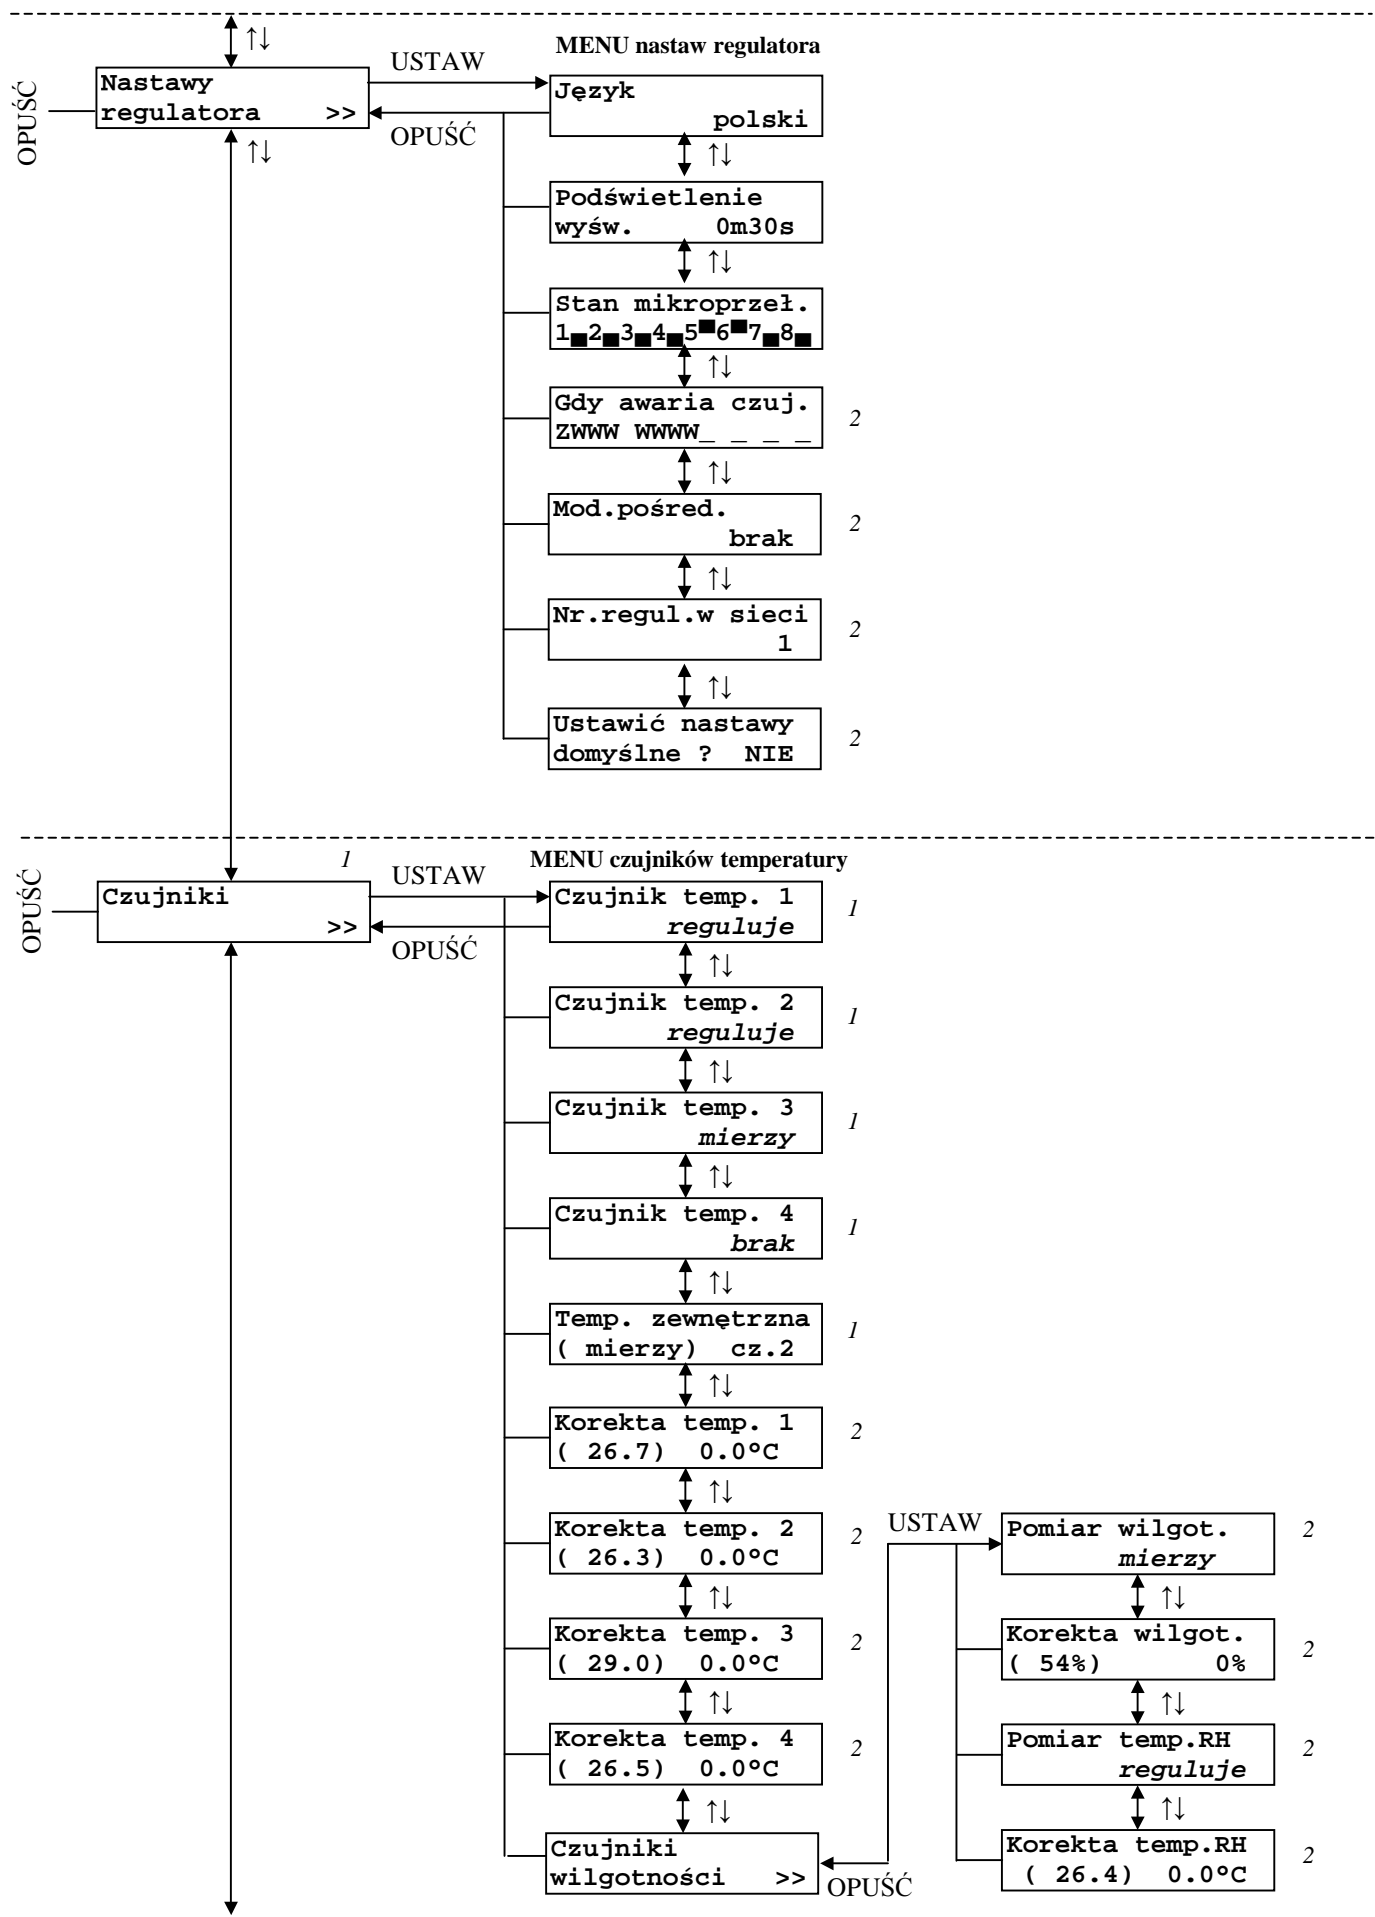 ↑↓
MENU nastaw regulatora
USTAW
OPUŚĆ
Nastawy
regulatora >>
OPUŚĆ
↑↓
Język
polski
↑↓
Podświetlenie
wyśw. 0m30s
↑↓
Stan mikroprzeł.
1▄2▄3▄4▄5▀6▀7▄8▄
↑↓
Gdy awaria czuj.
ZWWW WWWW_ _ _ _
2
↑↓
Mod.pośred.
brak
2
↑↓
Nr.regul.w sieci
1
2
↑↓
Ustawić nastawy
domyślne ? NIE
2
1
MENU czujników temperatury
USTAW
OPUŚĆ
Czujniki
>>
OPUŚĆ
Czujnik temp. 1
reguluje
1
↑↓
Czujnik temp. 2
reguluje
1
↑↓
Czujnik temp. 3
mierzy
1
↑↓
Czujnik temp. 4
brak
1
↑↓
Temp. zewnętrzna
( mierzy) cz.2
1
↑↓
Korekta temp. 1
( 26.7) 0.0°C
2
↑↓
Korekta temp. 2
( 26.3) 0.0°C
2
↑↓
Korekta temp. 3
( 29.0) 0.0°C
2
↑↓
Korekta temp. 4
( 26.5) 0.0°C
2
↑↓
Czujniki
wilgotności >>
OPUŚĆ
USTAW
Pomiar wilgot.
mierzy
2
↑↓
Korekta wilgot.
( 54%) 0%
2
↑↓
Pomiar temp.RH
reguluje
2
↑↓
Korekta temp.RH
( 26.4) 0.0°C
2